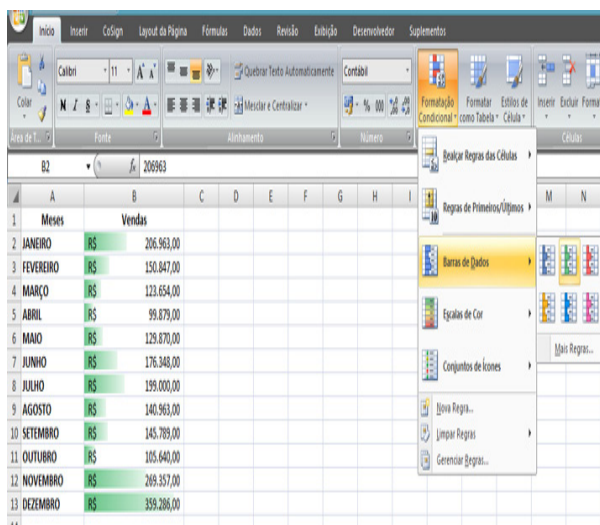 Início Inserir CoSign Layout da Página Fórmulas Dados Revisão Exibição Desenvolvedor Suplementos
Calibri 11 A A Quebrar Texto Automaticamente Contábil
Colar N I S A Mesclar e Centralizar % 000 Formatação Condicional Formatar como Tabela Estilos de Célula Inserir Excluir Forma
Área de T... Fonte Alinhamento Número Células
B2 fx 206963
A B C D E F G H I M N
1 Meses Vendas
2 JANEIRO R$ 206.963,00
3 FEVEREIRO R$ 150.847,00
4 MARÇO R$ 123.654,00
5 ABRIL R$ 99.879,00
6 MAIO R$ 129.870,00
7 JUNHO R$ 176.348,00
8 JULHO R$ 199.000,00
9 AGOSTO R$ 140.963,00
10 SETEMBRO R$ 145.789,00
11 OUTUBRO R$ 105.640,00
12 NOVEMBRO R$ 269.357,00
13 DEZEMBRO R$ 359.286,00
Realçar Regras das Células
Regras de Primeiros/Últimos
Barras de Dados
Escalas de Cor
Conjuntos de Ícones
Nova Regra...
Limpar Regras
Gerenciar Regras...
Mais Regras...